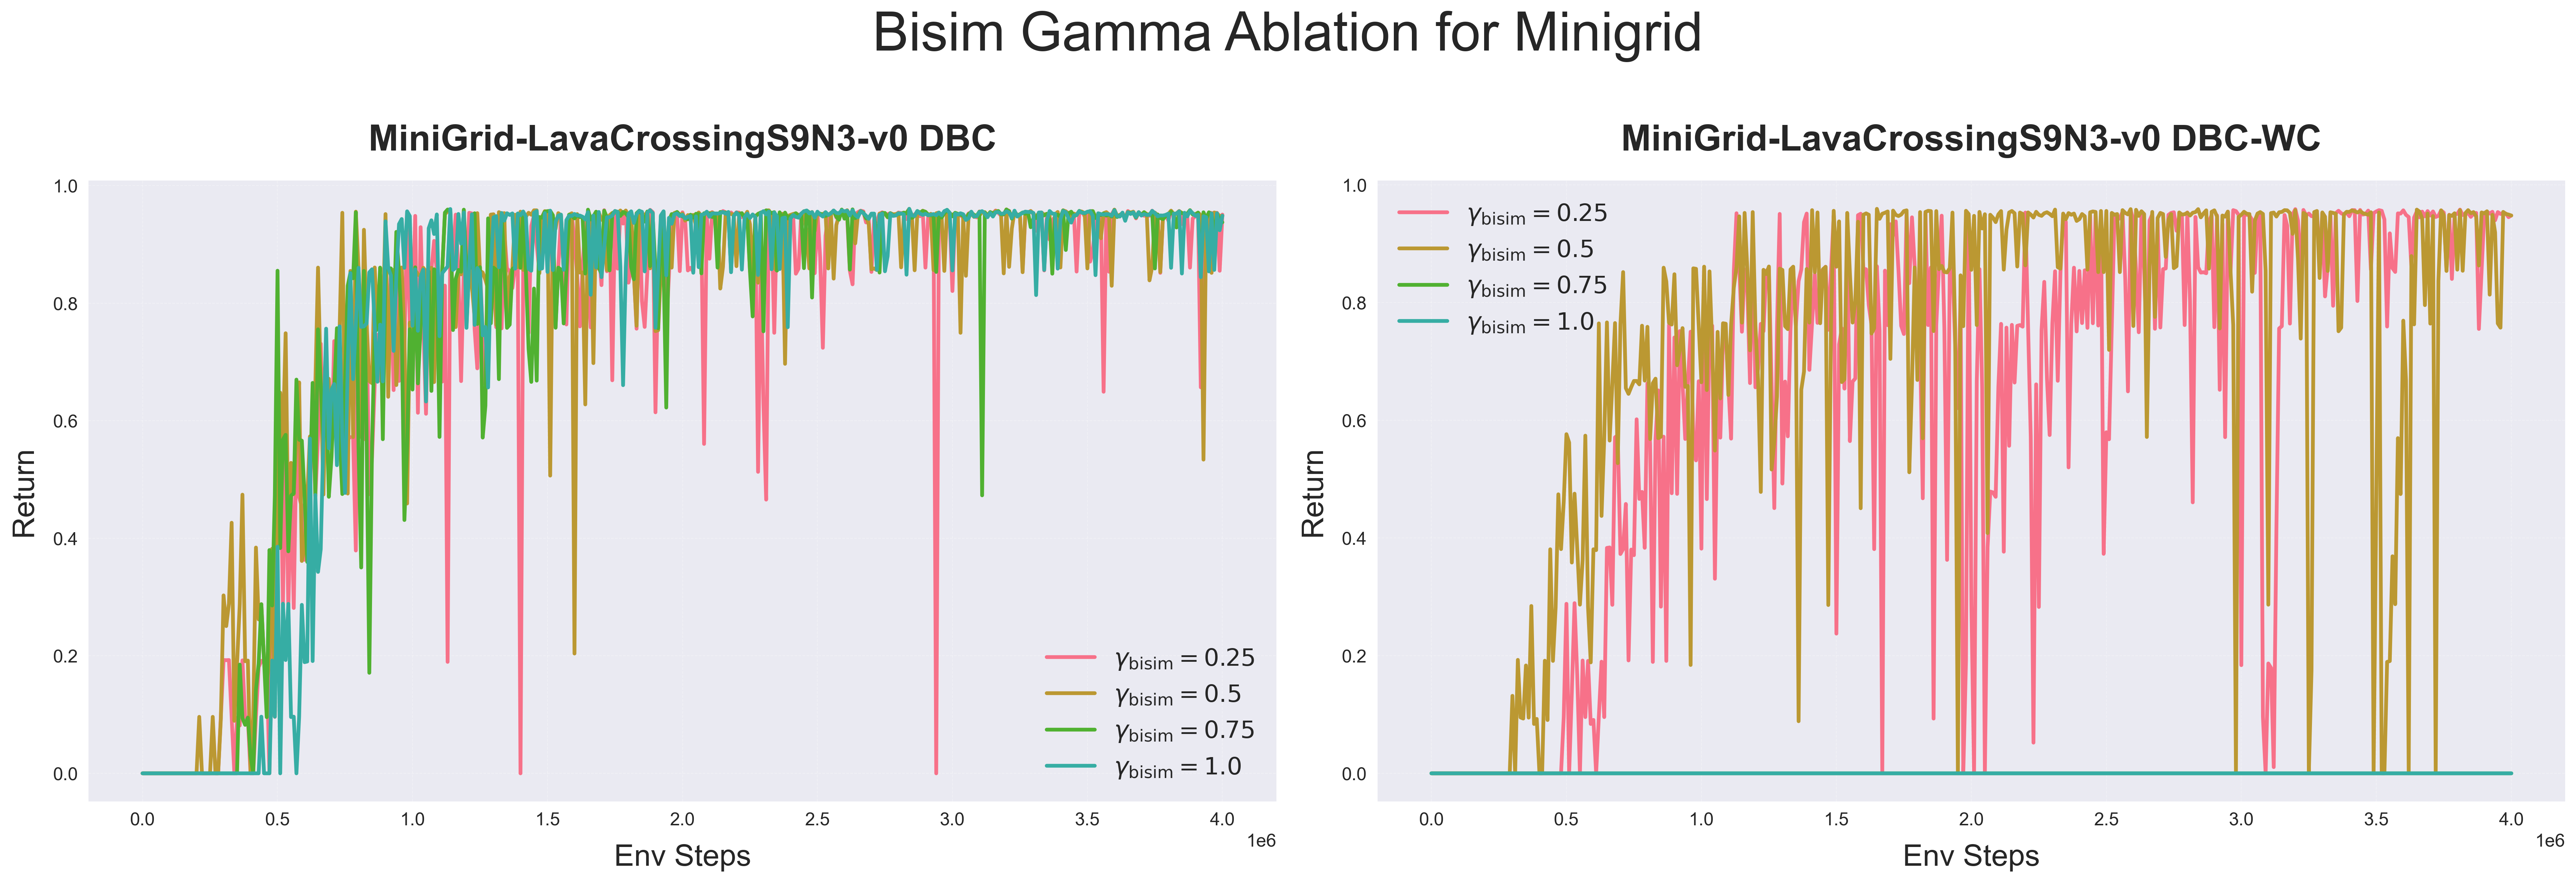 Bisim Gamma Ablation for Minigrid
MiniGrid-LavaCrossingS9N3-v0 DBC
1.0
0.8
0.6
0.4
0.2
0.0
Return
γbisim = 0.25
γbisim = 0.5
γbisim = 0.75
γbisim = 1.0
0.0 0.5 1.0 1.5 2.0 2.5 3.0 3.5 4.0
1e6
Env Steps
MiniGrid-LavaCrossingS9N3-v0 DBC-WC
1.0
0.8
0.6
0.4
0.2
0.0
Return
γbisim = 0.25
γbisim = 0.5
γbisim = 0.75
γbisim = 1.0
0.0 0.5 1.0 1.5 2.0 2.5 3.0 3.5 4.0
1e6
Env Steps